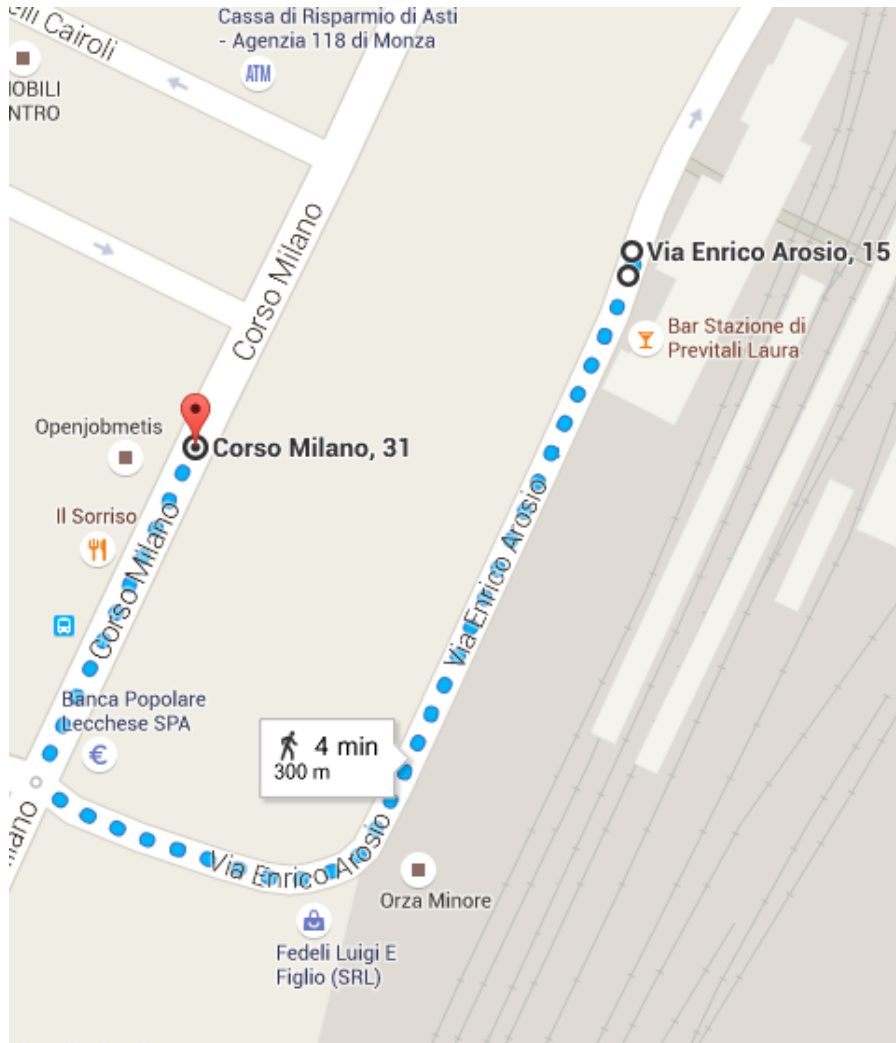 elli Cairoli
Cassa di Risparmio di Asti
- Agenzia 118 di Monza
ATM
MOBILI
NTRO
Corso Milano
Via Enrico Arosio, 15
Bar Stazione di
Previtali Laura
Openjobmetis
Corso Milano, 31
Il Sorriso
Corso Milano
Via Enrico Arosio
Banca Popolare
Lecchese SPA
€
4 min
300 m
ilano
Via Enrico Arosio
Orza Minore
Fedeli Luigi E
Figlio (SRL)